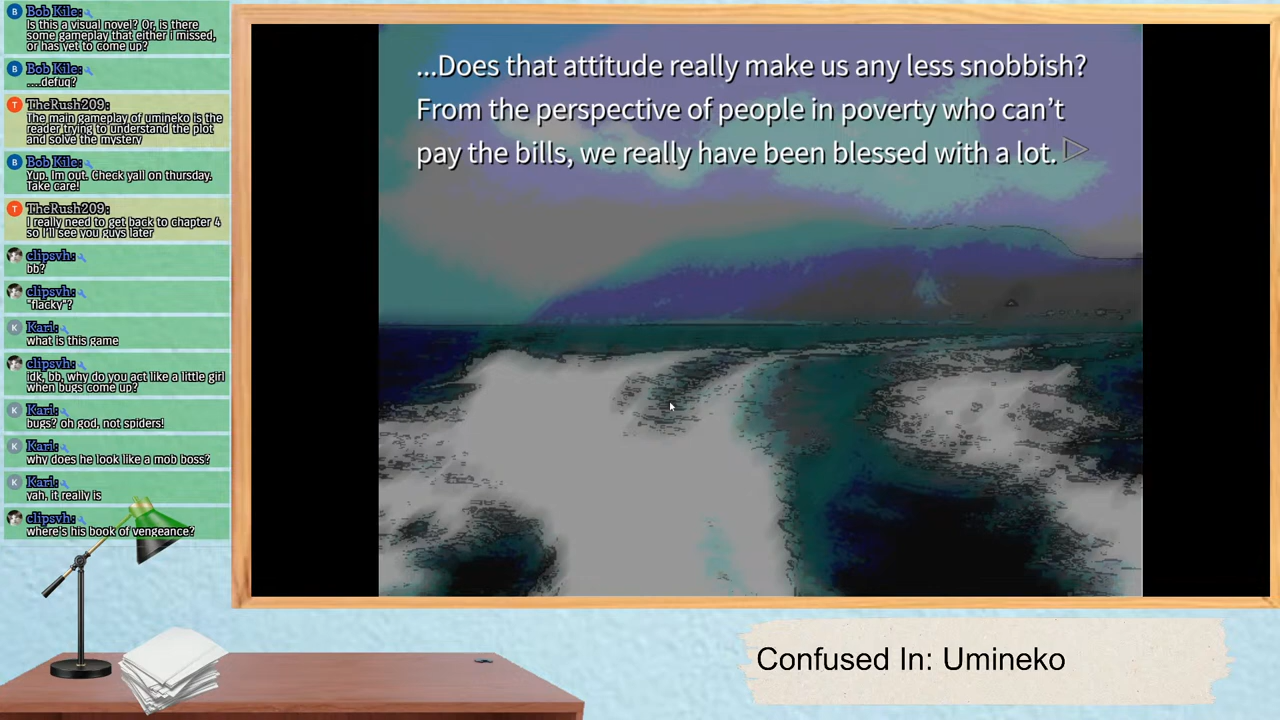 B Bob Kile:
Is this a visual novel? Or, is there
some gameplay that either i missed,
or has yet to come up?
B Bob Kile:
....defuq?
T TheRush209:
The main gameplay of umineko is the
reader trying to understand the plot
and solve the mystery
B Bob Kile:
Yup. Im out. Check yall on thursday.
Take care!
T TheRush209:
I really need to get back to chapter 4
so I'll see you guys later
clipsvh:
bb?
clipsvh:
"flacky"?
K Kari:
what is this game
clipsvh:
idk, bb, why do you act like a little girl
when bugs come up?
K Kari:
bugs? oh god, not spiders!
K Kari:
why does he look like a mob boss?
K Kari:
yah, it really is
clipsvh:
where's his book of vengeance?
...Does that attitude really make us any less snobbish?
From the perspective of people in poverty who can't
pay the bills, we really have been blessed with a lot.
Confused In: Umineko